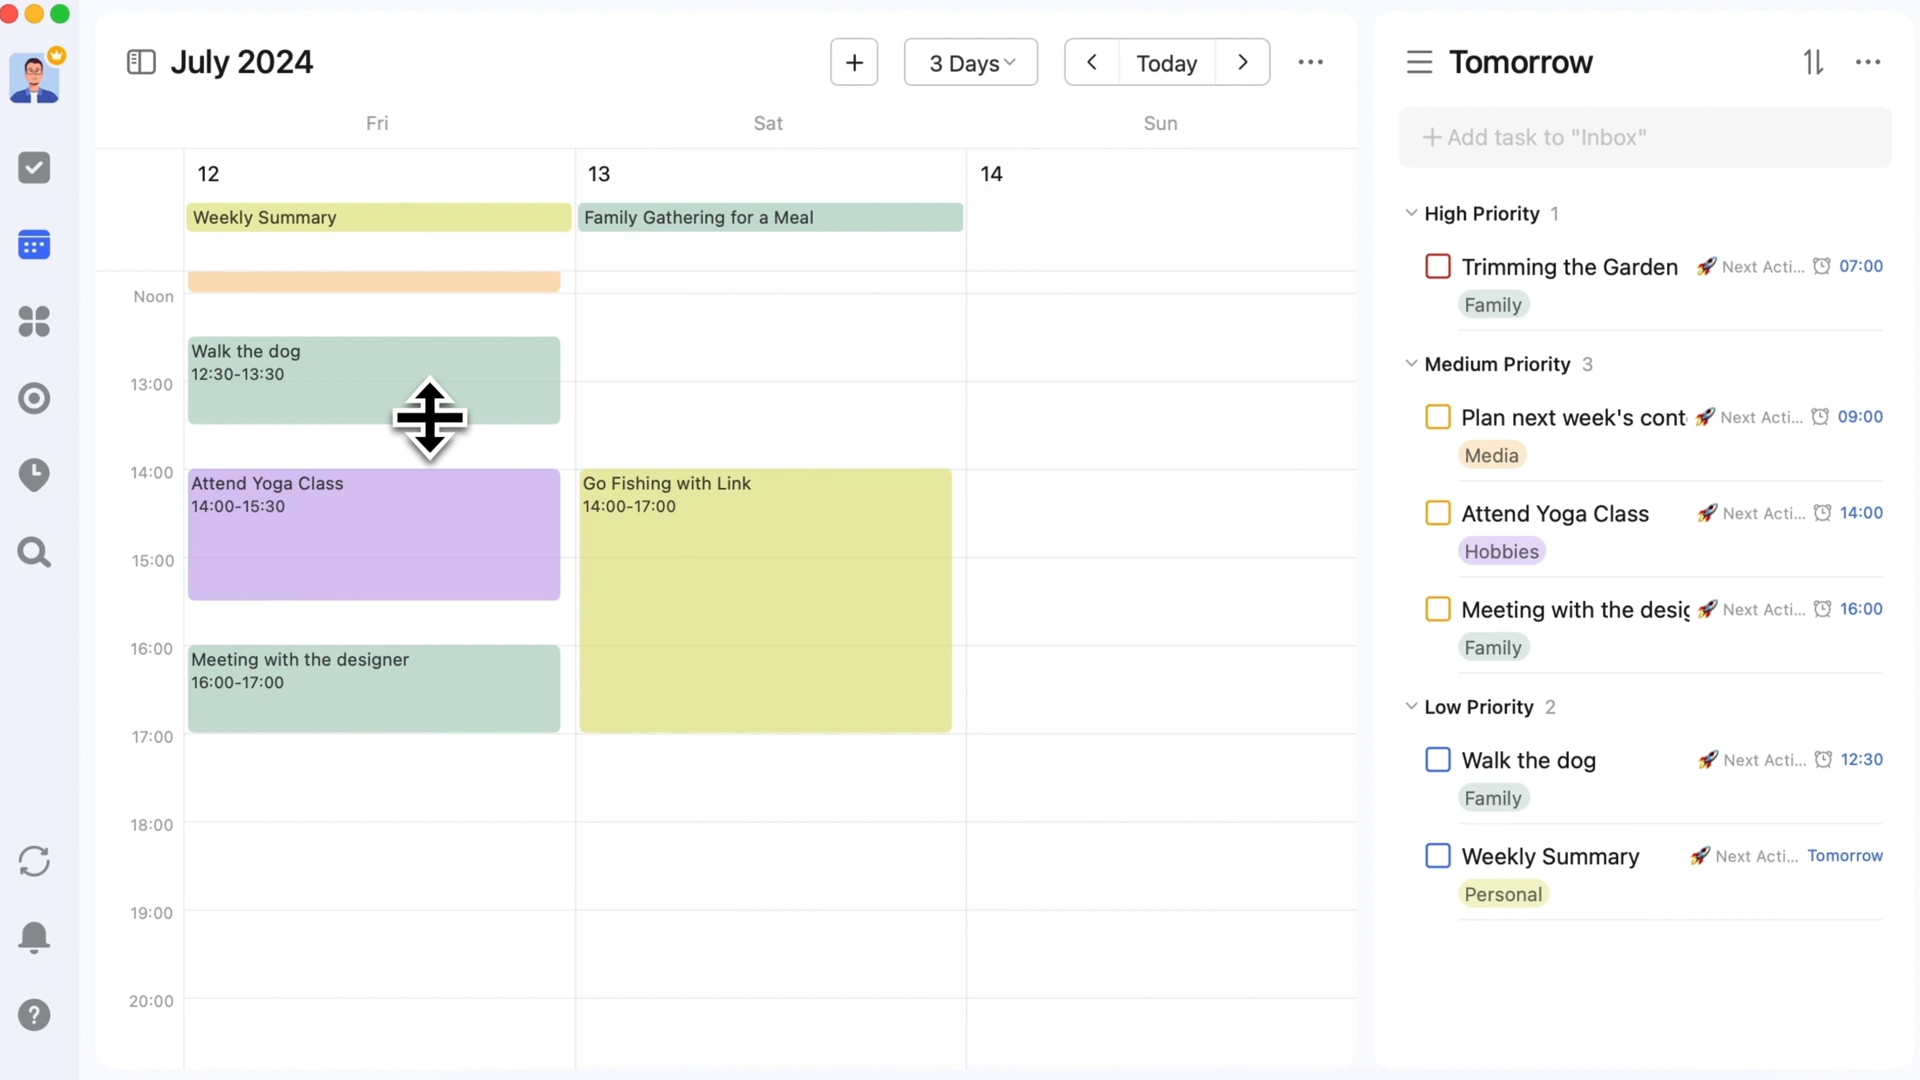 July 2024
3 Days
Today
Fri
Sat
Sun
12
13
14
Weekly Summary
Family Gathering for a Meal
Noon
13:00
14:00
15:00
16:00
17:00
18:00
19:00
20:00
Walk the dog
12:30-13:30
Attend Yoga Class
14:00-15:30
Meeting with the designer
16:00-17:00
Go Fishing with Link
14:00-17:00
Tomorrow
Add task to "Inbox"
High Priority 1
Trimming the Garden Next Acti... 07:00
Family
Medium Priority 3
Plan next week's cont Next Acti... 09:00
Media
Attend Yoga Class Next Acti... 14:00
Hobbies
Meeting with the desig Next Acti... 16:00
Family
Low Priority 2
Walk the dog Next Acti... 12:30
Family
Weekly Summary Next Acti... Tomorrow
Personal